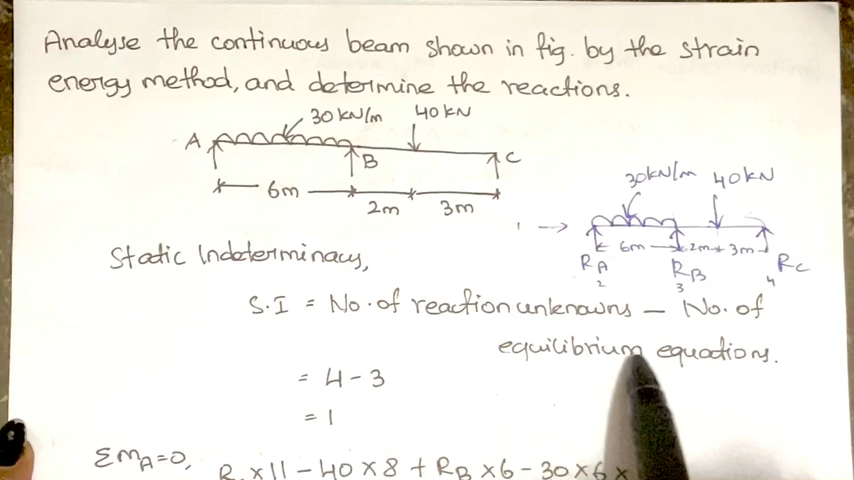 Analyse the continuous beam shown in fig. by the strain
energy method, and determine the reactions.
30 kN/m 40 kN
A B C
6m 2m 3m
30kN/m 40kN
1 →
6m 2m 3m
RA RB RC
2 3 4
Static Indeterminacy,
S.I = No. of reaction unknowns — No. of
equilibrium equations.
= 4 - 3
= 1
ΣMA=0,
×11 - 40×8 + RB×6 - 30×6×